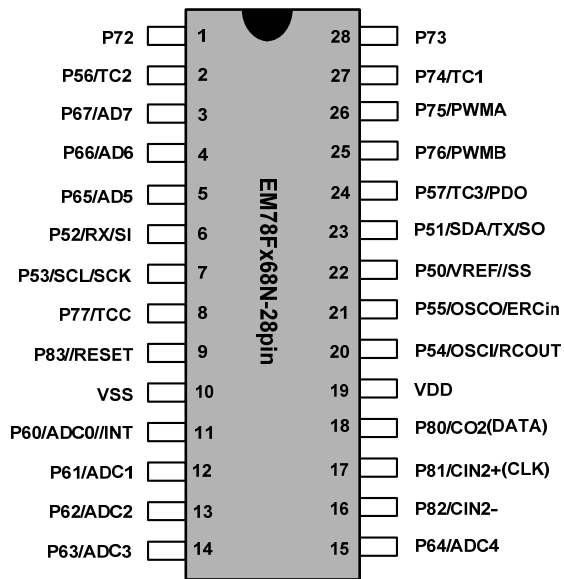 P72 1 28 P73
P56/TC2 2 27 P74/TC1
P67/AD7 3 26 P75/PWMA
P66/AD6 4 25 P76/PWMB
P65/AD5 5 24 P57/TC3/PDO
P52/RX/SI 6 23 P51/SDA/TX/SO
P53/SCL/SCK 7 22 P50/VREF//SS
P77/TCC 8 21 P55/OSCO/ERCin
P83//RESET 9 20 P54/OSCI/RCOUT
VSS 10 19 VDD
P60/ADC0//INT 11 18 P80/CO2(DATA)
P61/ADC1 12 17 P81/CIN2+(CLK)
P62/ADC2 13 16 P82/CIN2-
P63/ADC3 14 15 P64/ADC4
EM78Fx68N-28pin